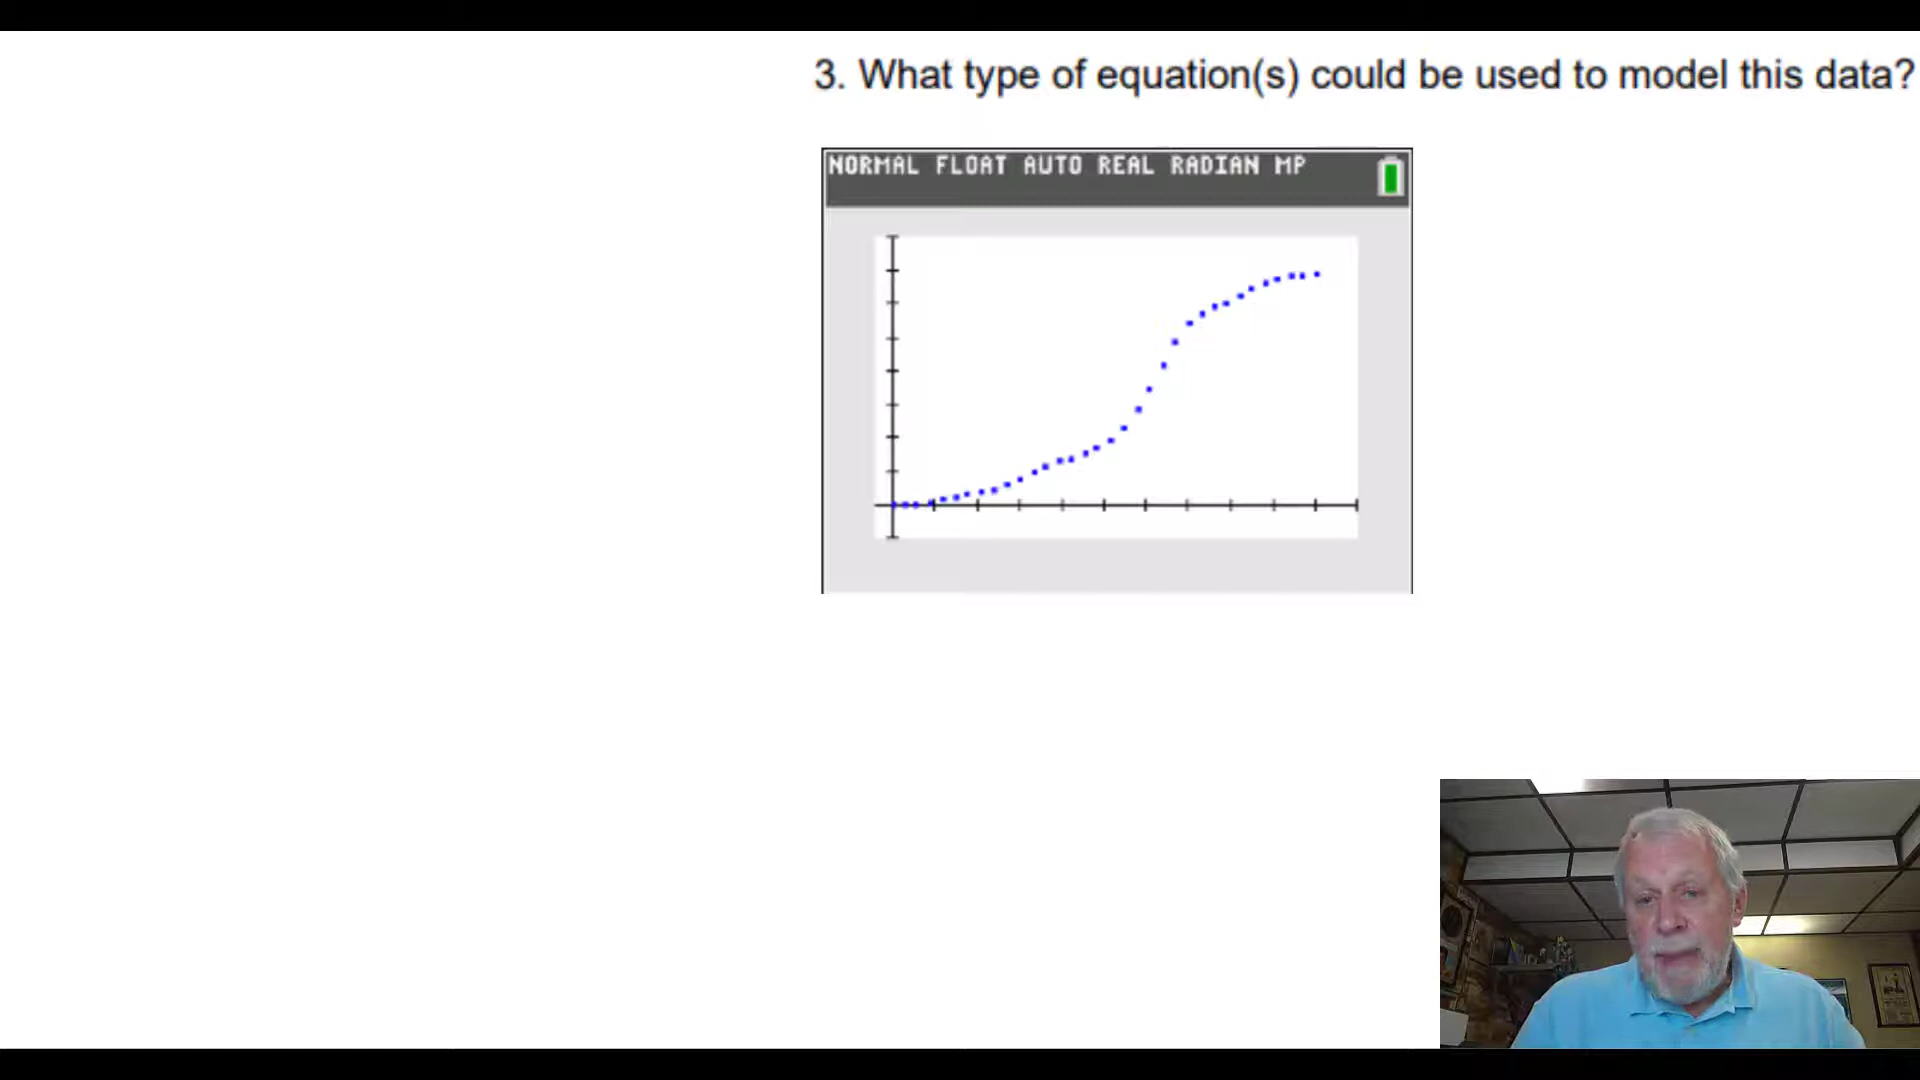 3. What type of equation(s) could be used to model this data?
NORMAL FLOAT AUTO REAL RADIAN MP